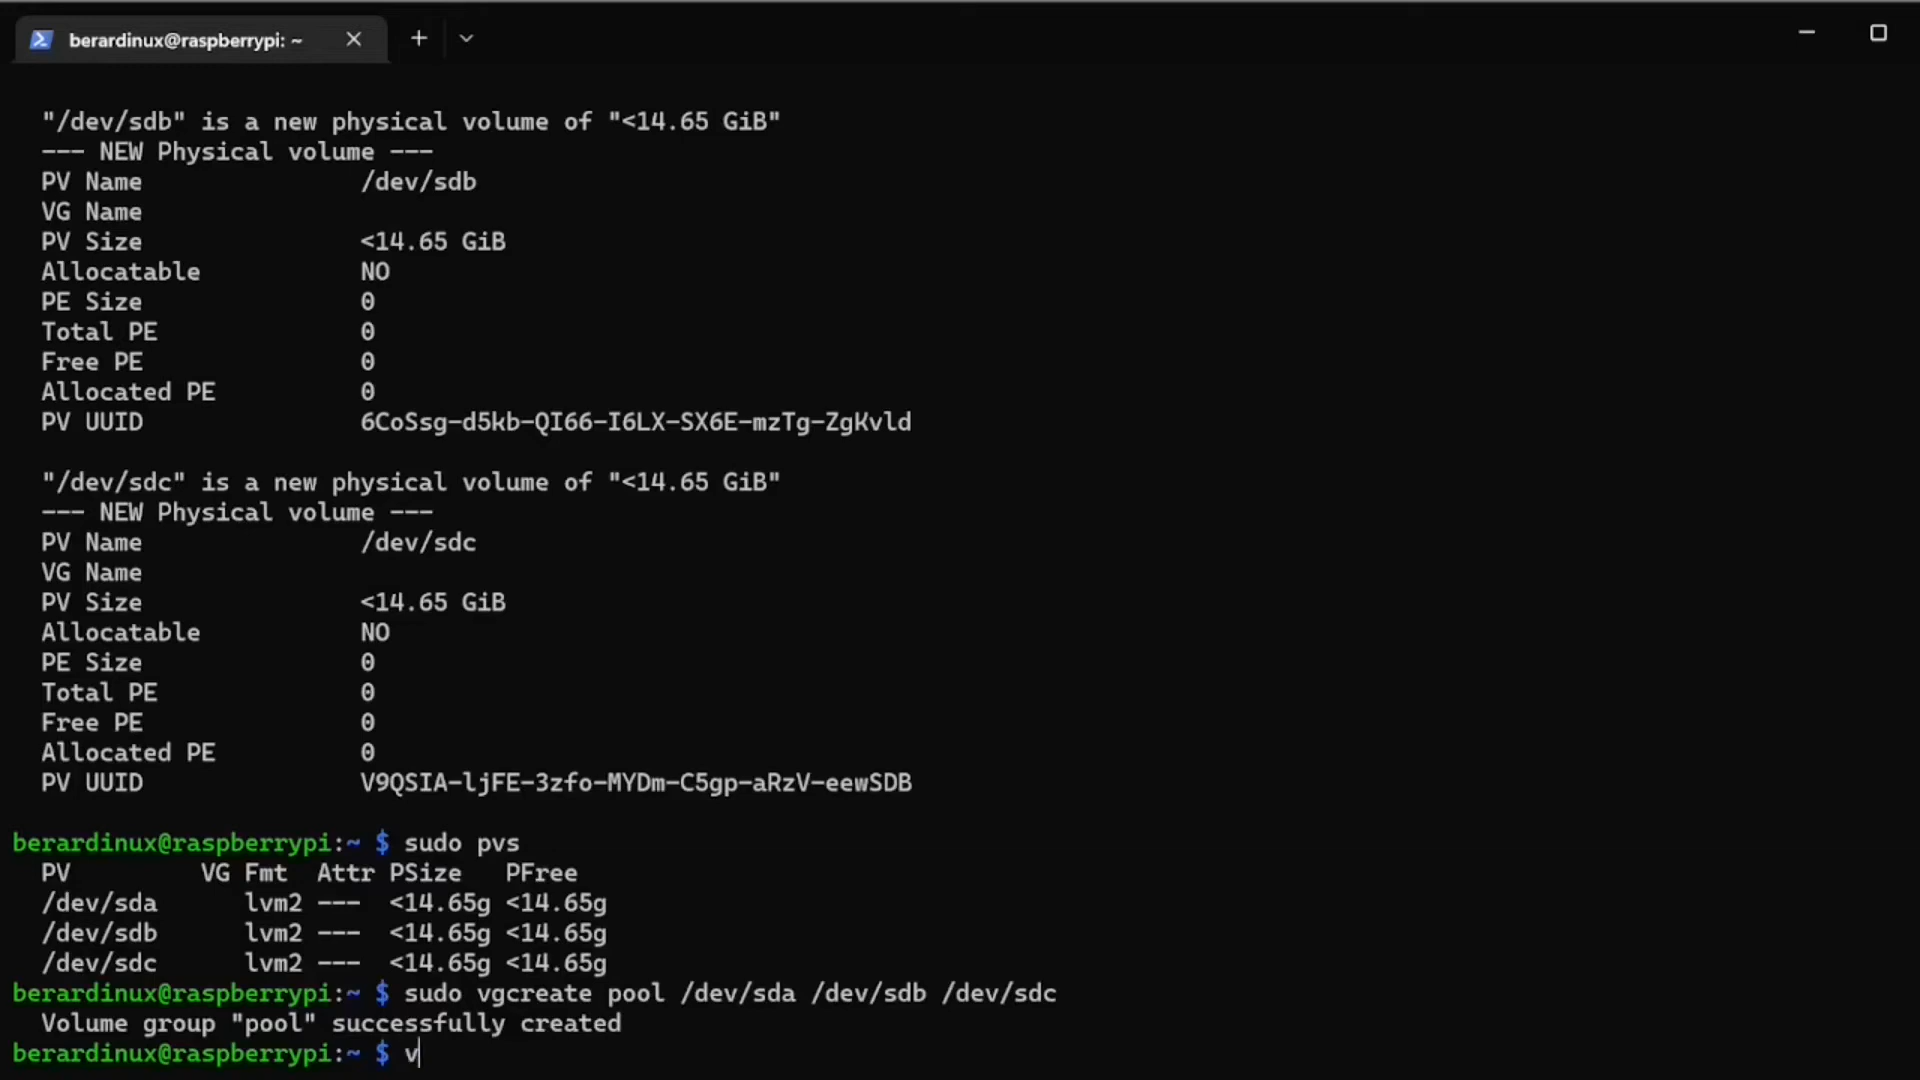 berardinux@raspberrypi: ~
"/dev/sdb" is a new physical volume of "<14.65 GiB"
--- NEW Physical volume ---
PV Name               /dev/sdb
VG Name
PV Size               <14.65 GiB
Allocatable           NO
PE Size               0
Total PE              0
Free PE               0
Allocated PE          0
PV UUID               6CoSsg-d5kb-QI66-I6LX-SX6E-mzTg-ZgKvld
"/dev/sdc" is a new physical volume of "<14.65 GiB"
--- NEW Physical volume ---
PV Name               /dev/sdc
VG Name
PV Size               <14.65 GiB
Allocatable           NO
PE Size               0
Total PE              0
Free PE               0
Allocated PE          0
PV UUID               V9QSIA-ljFE-3zfo-MYDm-C5gp-aRzV-eewSDB
berardinux@raspberrypi:~ $ sudo pvs
PV         VG Fmt  Attr PSize   PFree
/dev/sda      lvm2 ---  <14.65g <14.65g
/dev/sdb      lvm2 ---  <14.65g <14.65g
/dev/sdc      lvm2 ---  <14.65g <14.65g
berardinux@raspberrypi:~ $ sudo vgcreate pool /dev/sda /dev/sdb /dev/sdc
Volume group "pool" successfully created
berardinux@raspberrypi:~ $ v